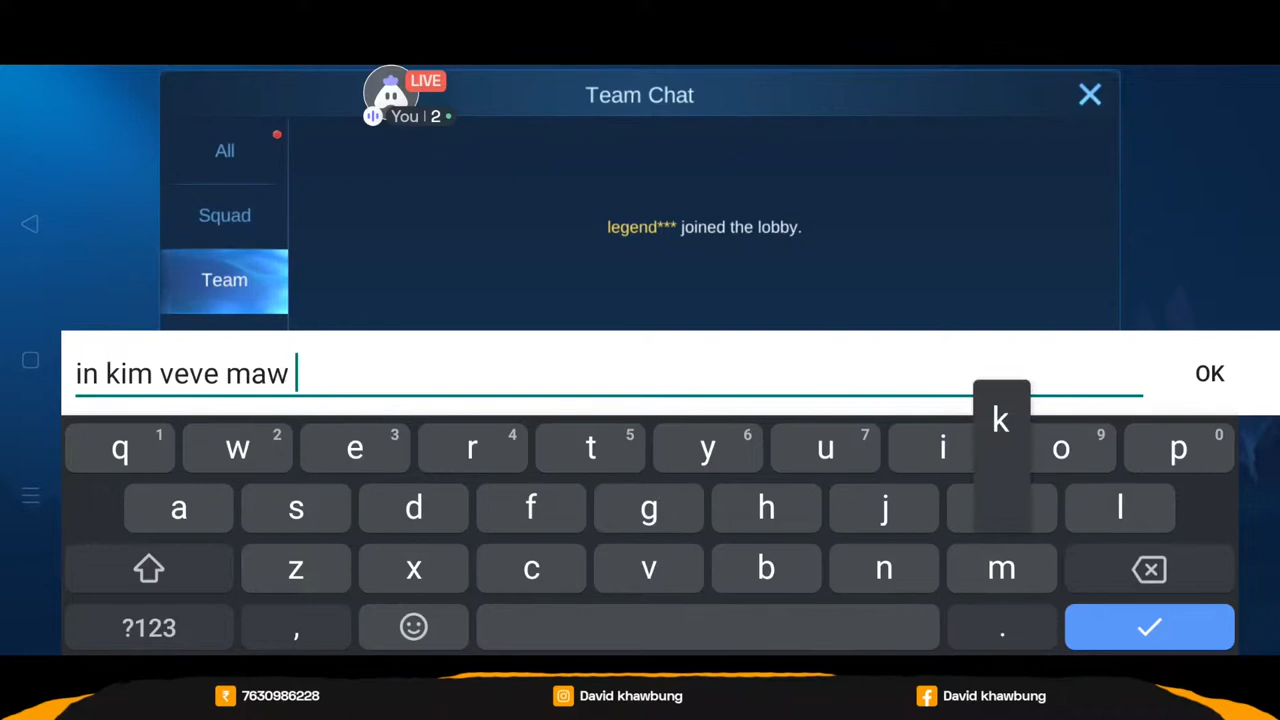 LIVE
Team Chat
You | 2
All
Squad
legend*** joined the lobby.
Team
in kim veve maw
OK
k
q 1 w 2 e 3 r 4 t 5 y 6 u 7 i o 9 p 0
a s d f g h j l
z x c v b n m
?123 , .
₹ 7630986228
David khawbung
David khawbung